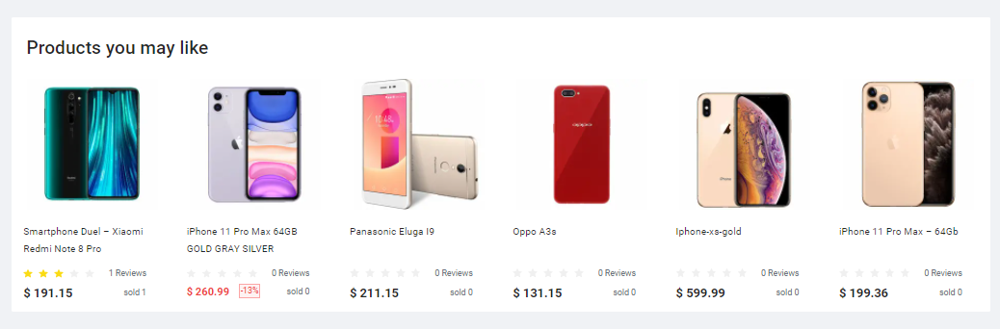 Products you may like
Smartphone Duel – Xiaomi
Redmi Note 8 Pro
1 Reviews
$ 191.15
sold 1
iPhone 11 Pro Max 64GB
GOLD GRAY SILVER
0 Reviews
$ 260.99
-13%
sold 0
Panasonic Eluga I9
0 Reviews
$ 211.15
sold 0
Oppo A3s
0 Reviews
$ 131.15
sold 0
Iphone-xs-gold
0 Reviews
$ 599.99
sold 0
iPhone 11 Pro Max – 64Gb
0 Reviews
$ 199.36
sold 0